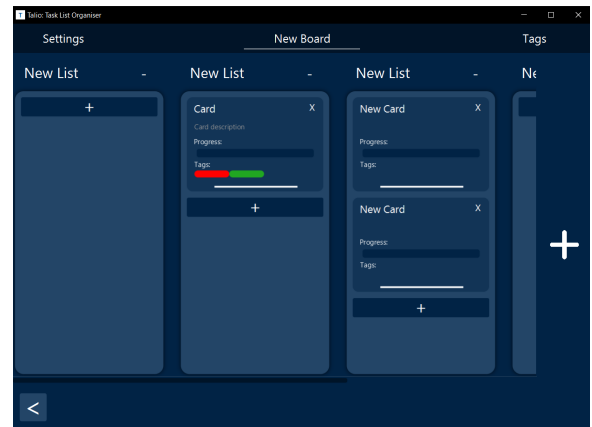 T Talio: Task List Organiser
Settings New Board Tags
New List - New List - New List - Ne
+
Card X
Card description
Progress:
Tags:
+
New Card X
Progress:
Tags:
New Card X
Progress:
Tags:
+
+
<